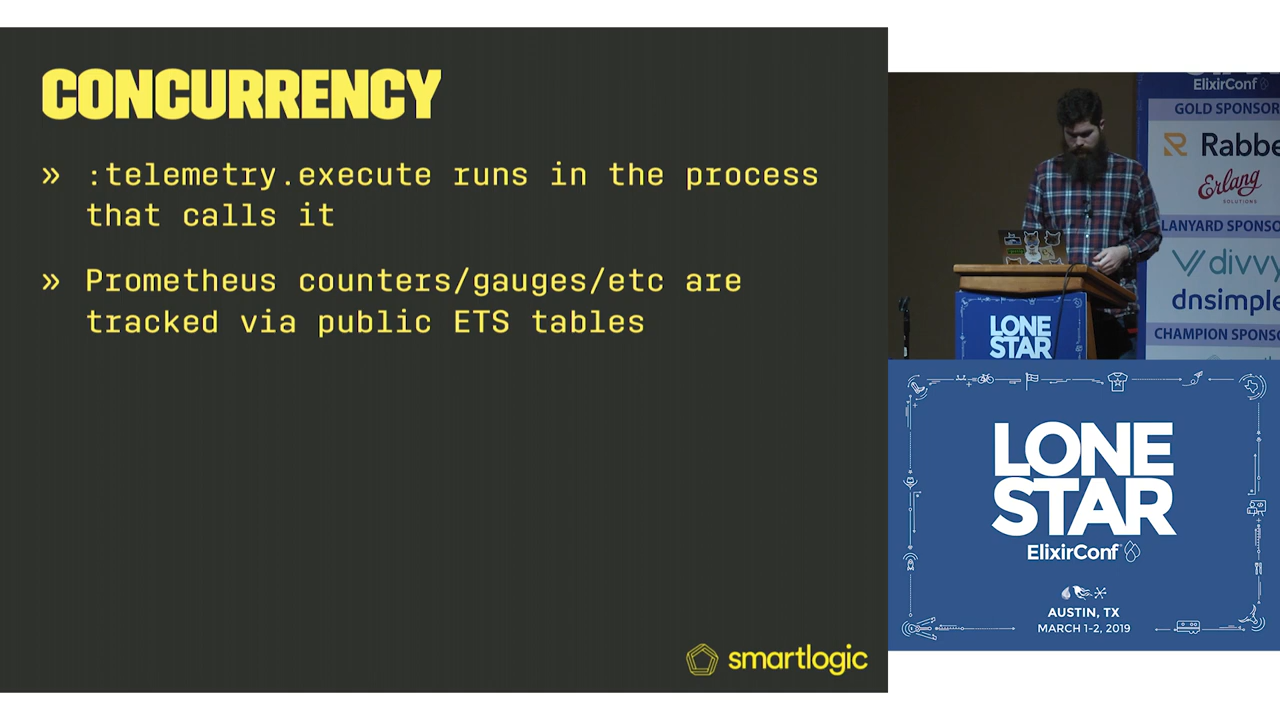 CONCURRENCY
» :telemetry.execute runs in the process
that calls it
» Prometheus counters/gauges/etc are
tracked via public ETS tables
smartlogic
ElixirConf
GOLD SPONSOR
Rabbe
Erlang
SOLUTIONS
LANYARD SPONSO
divvy
dnsimple
CHAMPION SPONSO
LONE
STAR
LONE
STAR
ElixirConf
AUSTIN, TX
MARCH 1-2, 2019